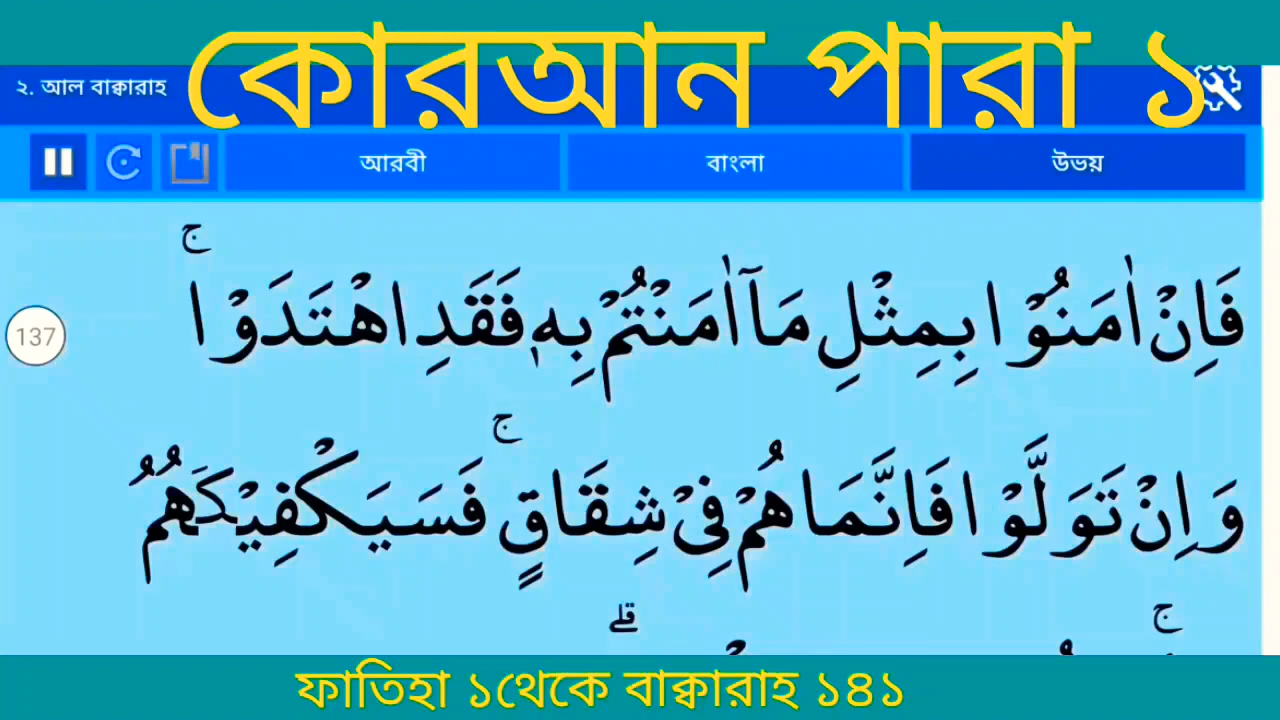 কোরআন পারা ১
২. আল বাক্বারাহ
আরবী
বাংলা
উভয়
فَاِنْ اٰمَنُوْا بِمِثْلِ مَاۤ اٰمَنْتُمْ بِهٖ فَقَدِ اهْتَدَوْا ۚ
137
وَ اِنْ تَوَلَّوْا فَاِنَّمَا هُمْ فِیْ شِقَاقٍ ۚ فَسَیَكْفِیْكَهُمُ
ফাতিহা ১থেকে বাক্বারাহ ১৪১